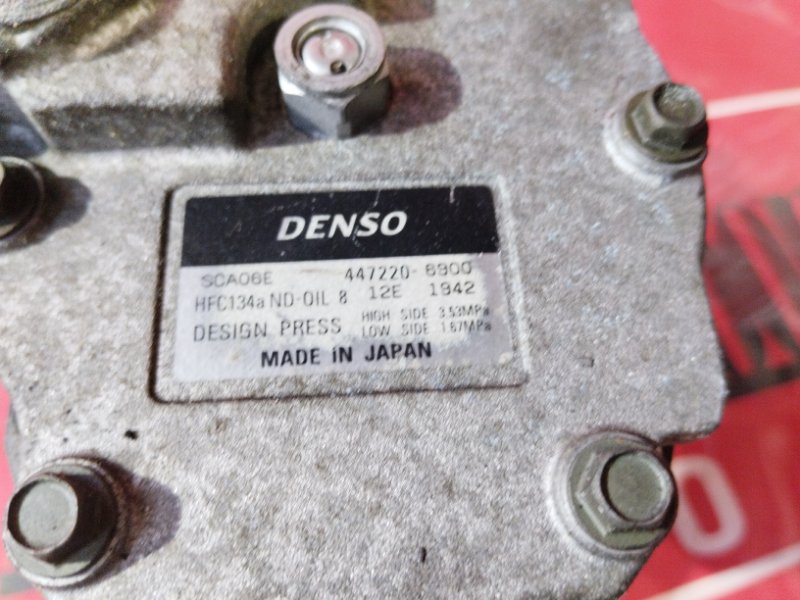 DENSO
SCA06E 447220-6900
HFC134a ND-OIL 8 12E 1942
DESIGN PRESS HIGH SIDE 3.53MPa
LOW SIDE 1.67MPa
MADE IN JAPAN